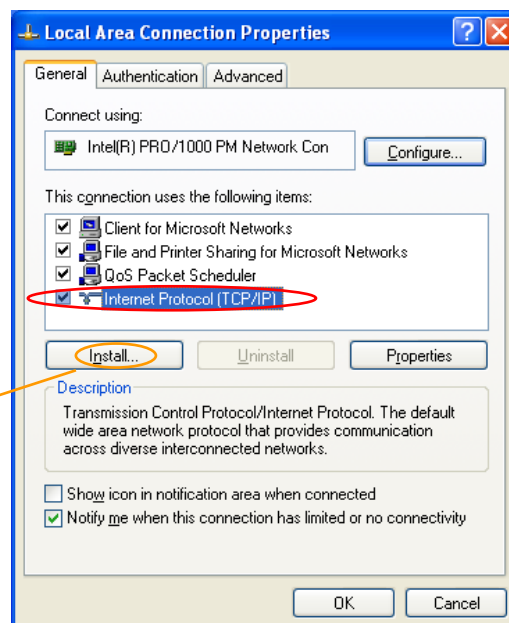 Local Area Connection Properties
General Authentication Advanced
Connect using:
Intel(R) PRO/1000 PM Network Con
Configure...
This connection uses the following items:
Client for Microsoft Networks
File and Printer Sharing for Microsoft Networks
QoS Packet Scheduler
Internet Protocol (TCP/IP)
Install... Uninstall Properties
Description
Transmission Control Protocol/Internet Protocol. The default
wide area network protocol that provides communication
across diverse interconnected networks.
Show icon in notification area when connected
Notify me when this connection has limited or no connectivity
OK Cancel